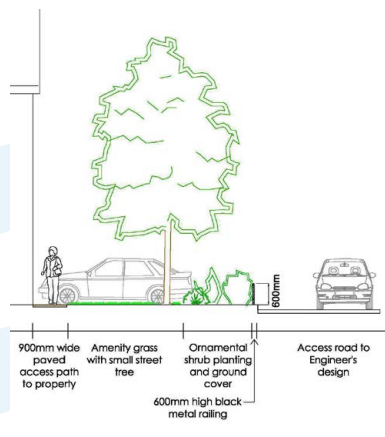 600mm
900mm wide
paved
access path
to property
Amenity grass
with small street
tree
Ornamental
shrub planting
and ground
cover
600mm high black
metal railing
Access road to
Engineer's
design